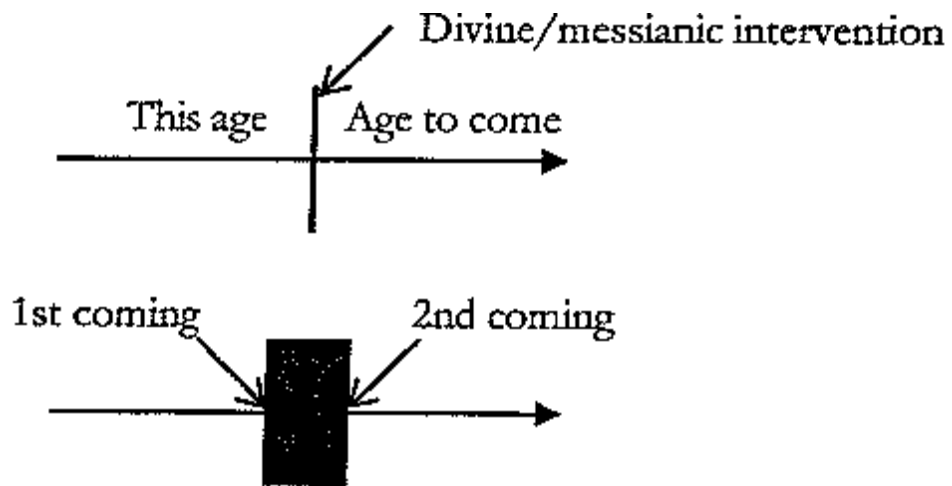 Divine/messianic intervention
This age
Age to come
1st coming
2nd coming